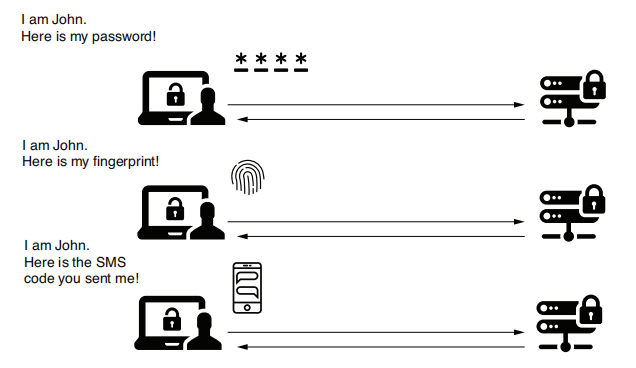 I am John.
Here is my password!
* * * *
I am John.
Here is my fingerprint!
I am John.
Here is the SMS
code you sent me!